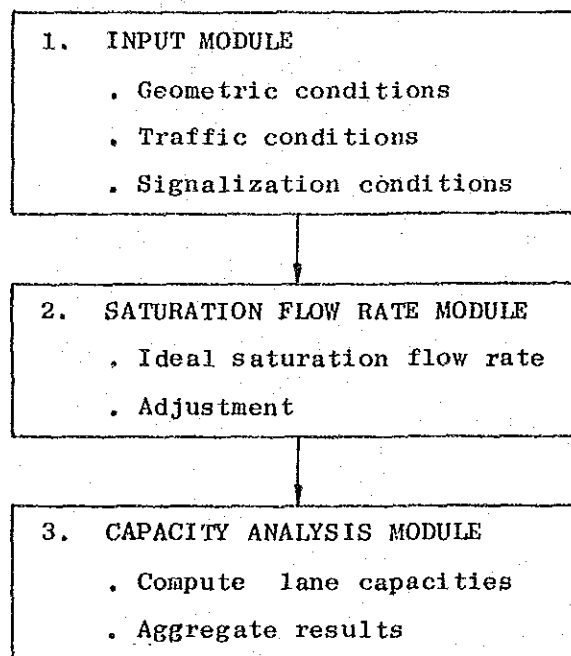 1. INPUT MODULE
. Geometric conditions
. Traffic conditions
. Signalization conditions
2. SATURATION FLOW RATE MODULE
. Ideal saturation flow rate
. Adjustment
3. CAPACITY ANALYSIS MODULE
. Compute lane capacities
. Aggregate results